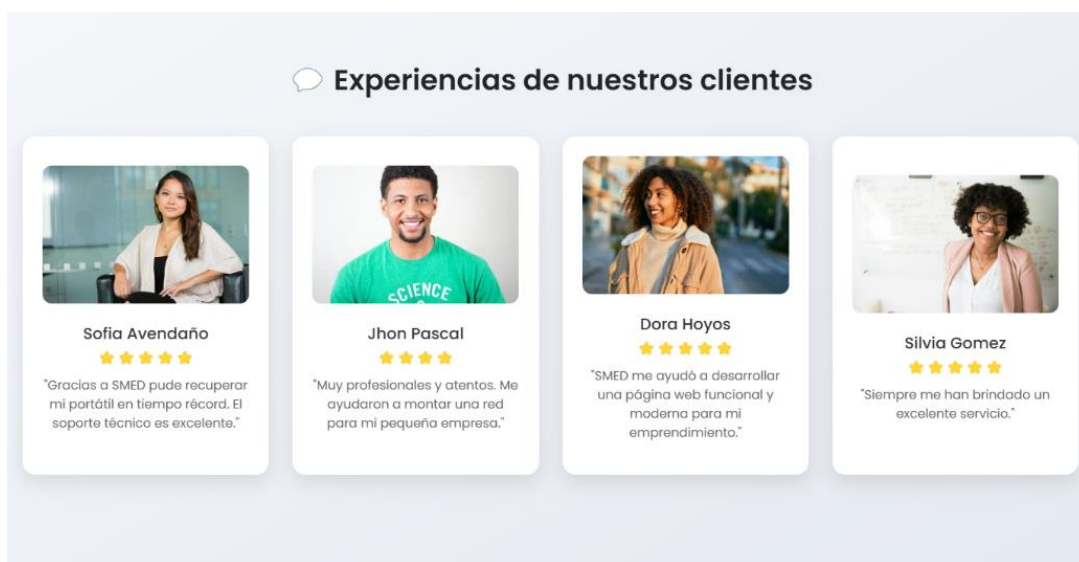 Experiencias de nuestros clientes
SCIENCE
Sofia Avendaño
"Gracias a SMED pude recuperar
mi portátil en tiempo récord. El
soporte técnico es excelente."
Jhon Pascal
"Muy profesionales y atentos. Me
ayudaron a montar una red
para mi pequeña empresa."
Dora Hoyos
"SMED me ayudó a desarrollar
una página web funcional y
moderna para mi
emprendimiento."
Silvia Gomez
"Siempre me han brindado un
excelente servicio."